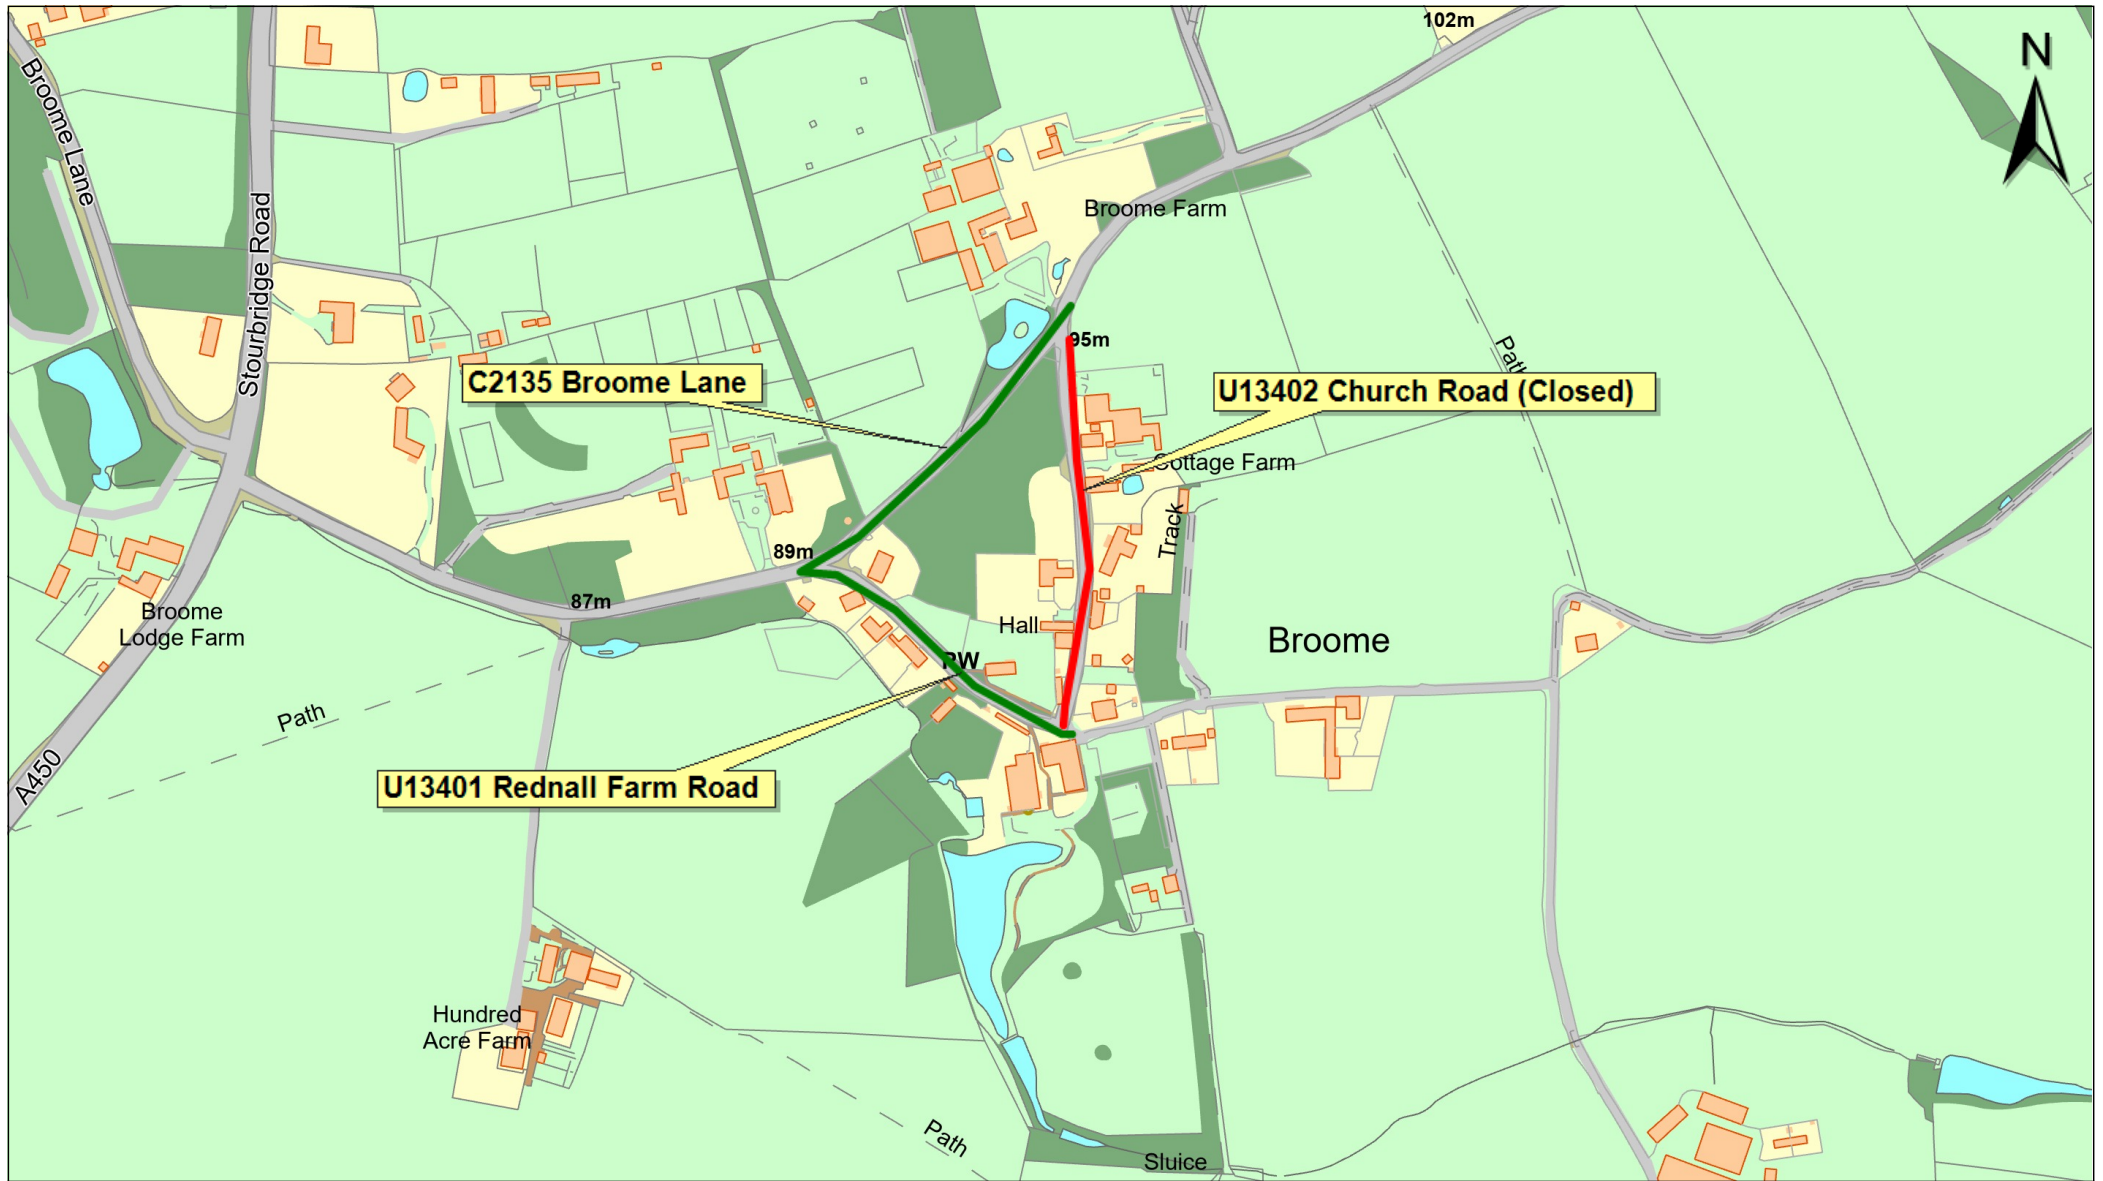 102m
N
Broome Lane
Stourbridge Road
Broome Farm
95m
Path
C2135 Broome Lane
U13402 Church Road (Closed)
Cottage Farm
Track
89m
87m
Broome
Lodge Farm
Hall
Broome
PW
Path
A450
U13401 Rednall Farm Road
Hundred
Acre Farm
Path
Sluice